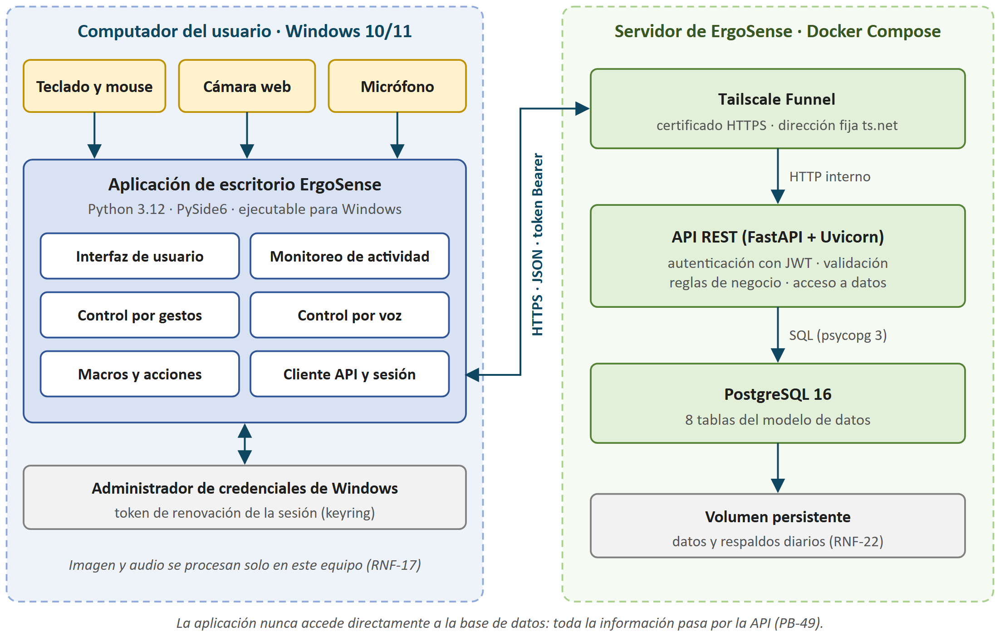 Computador del usuario · Windows 10/11
Teclado y mouse
Cámara web
Micrófono
Aplicación de escritorio ErgoSense
Python 3.12 · PySide6 · ejecutable para Windows
Interfaz de usuario
Monitoreo de actividad
Control por gestos
Control por voz
Macros y acciones
Cliente API y sesión
Administrador de credenciales de Windows
token de renovación de la sesión (keyring)
Imagen y audio se procesan solo en este equipo (RNF-17)
HTTPS · JSON · token Bearer
Servidor de ErgoSense · Docker Compose
Tailscale Funnel
certificado HTTPS · dirección fija ts.net
HTTP interno
API REST (FastAPI + Uvicorn)
autenticación con JWT · validación
reglas de negocio · acceso a datos
SQL (psycopg 3)
PostgreSQL 16
8 tablas del modelo de datos
Volumen persistente
datos y respaldos diarios (RNF-22)
La aplicación nunca accede directamente a la base de datos: toda la información pasa por la API (PB-49).